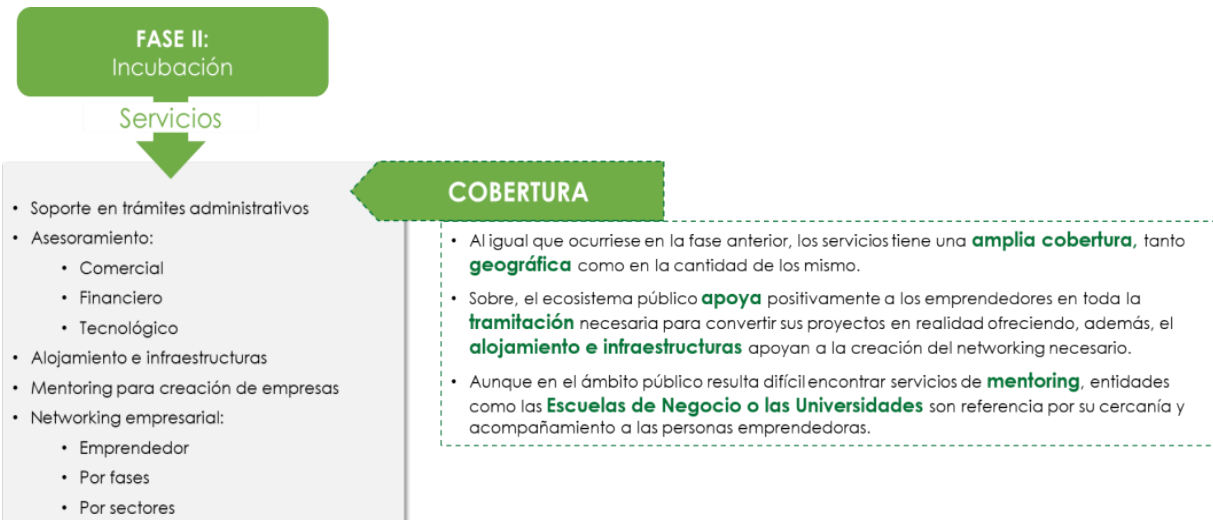 FASE II:
Incubación
Servicios
• Soporte en trámites administrativos
• Asesoramiento:
• Comercial
• Financiero
• Tecnológico
• Alojamiento e infraestructuras
• Mentoring para creación de empresas
• Networking empresarial:
• Emprendedor
• Por fases
• Por sectores
COBERTURA
• Al igual que ocurriese en la fase anterior, los servicios tiene una amplia cobertura, tanto
geográfica como en la cantidad de los mismo.
• Sobre, el ecosistema público apoya positivamente a los emprendedores en toda la
tramitación necesaria para convertir sus proyectos en realidad ofreciendo, además, el
alojamiento e infraestructuras apoyan a la creación del networking necesario.
• Aunque en el ámbito público resulta difícil encontrar servicios de mentoring, entidades
como las Escuelas de Negocio o las Universidades son referencia por su cercanía y
acompañamiento a las personas emprendedoras.